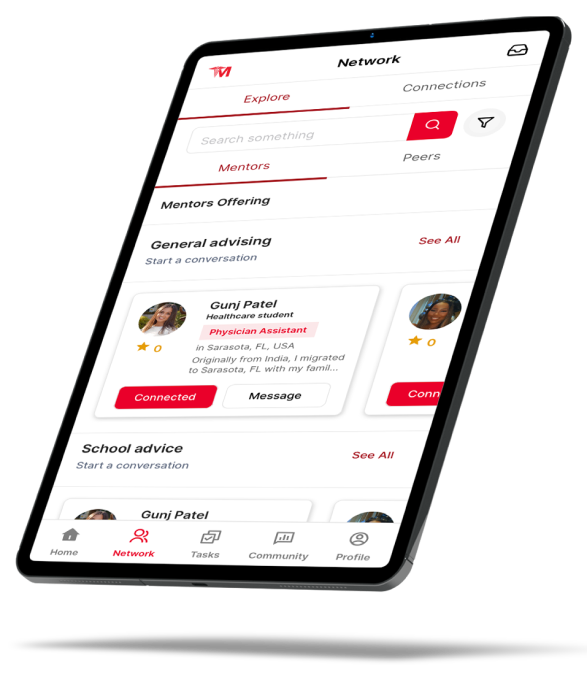 M
Network
Explore
Connections
Search something
Mentors
Peers
Mentors Offering
General advising
See All
Start a conversation
Gunj Patel
Healthcare student
Physician Assistant
0
in Sarasota, FL, USA
Originally from India, I migrated
to Sarasota, FL with my famil...
Connected
Message
0
Conn
School advice
See All
Start a conversation
Gunj Patel
Home
Network
Tasks
Community
Profile